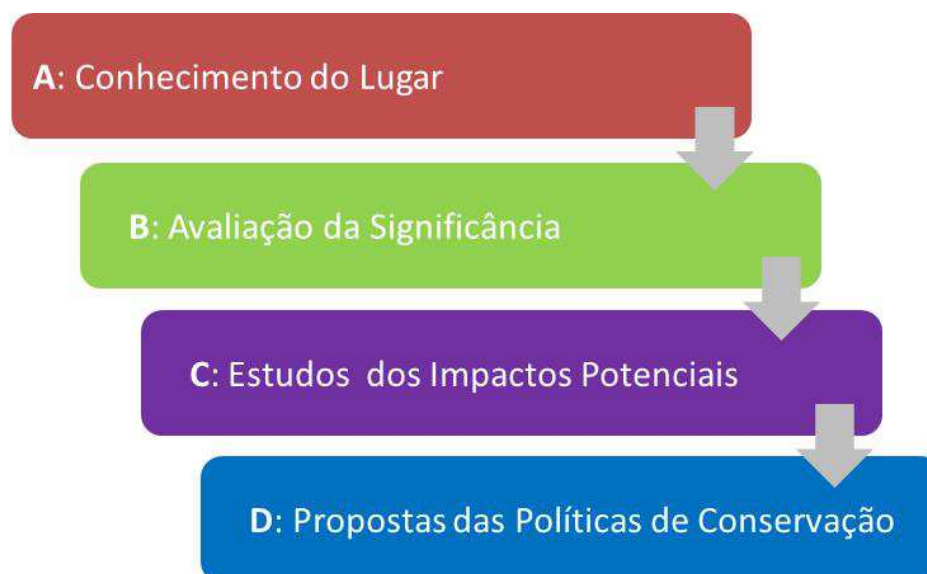 A: Conhecimento do Lugar
B: Avaliação da Significância
C: Estudos dos Impactos Potenciais
D: Propostas das Políticas de Conservação